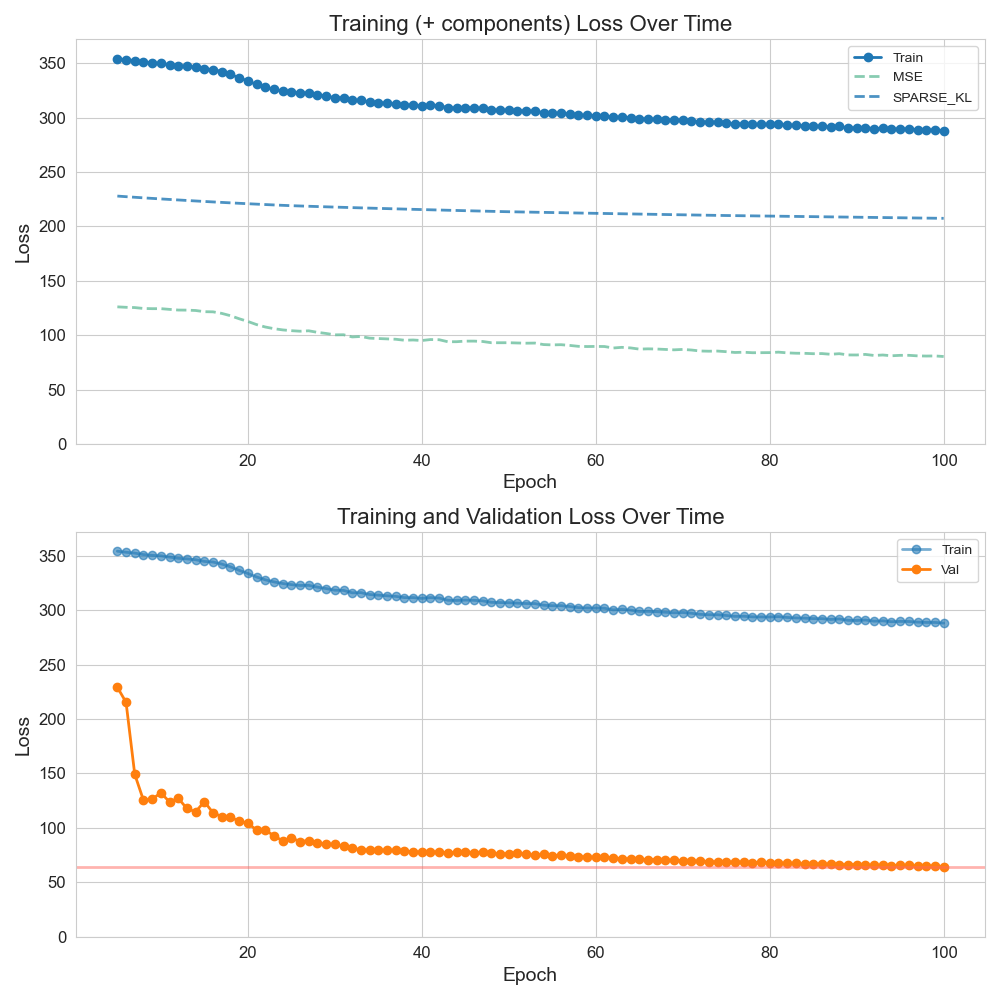 Training (+ components) Loss Over Time
350
300
250
200
150
100
50
0
Loss
Train
MSE
SPARSE_KL
20 40 60 80 100
Epoch
Training and Validation Loss Over Time
350
300
250
200
150
100
50
0
Loss
Train
Val
20 40 60 80 100
Epoch